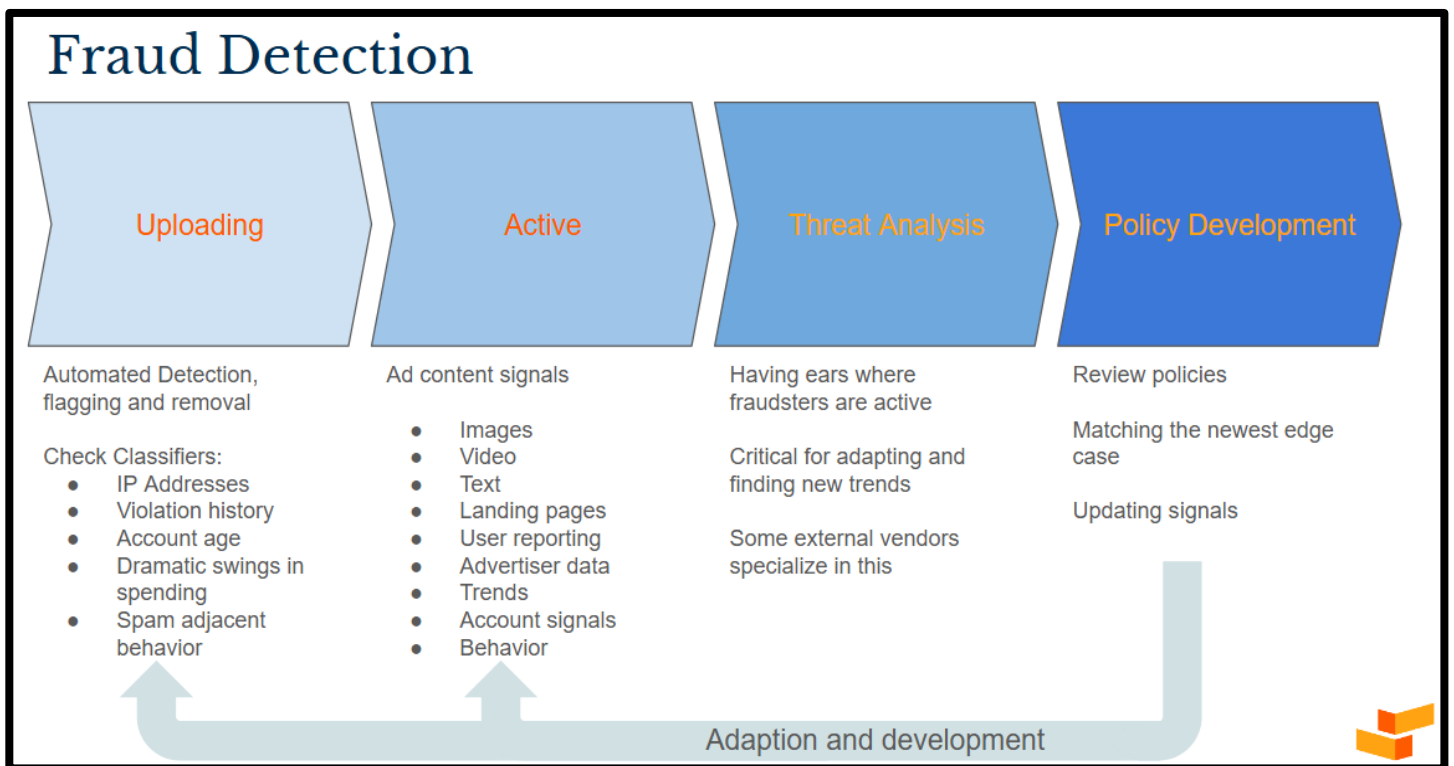 Fraud Detection
Uploading
Active
Threat Analysis
Policy Development
Automated Detection,
flagging and removal
Check Classifiers:
● IP Addresses
● Violation history
● Account age
● Dramatic swings in
spending
● Spam adjacent
behavior
Ad content signals
● Images
● Video
● Text
● Landing pages
● User reporting
● Advertiser data
● Trends
● Account signals
● Behavior
Having ears where
fraudsters are active
Critical for adapting and
finding new trends
Some external vendors
specialize in this
Review policies
Matching the newest edge
case
Updating signals
Adaption and development